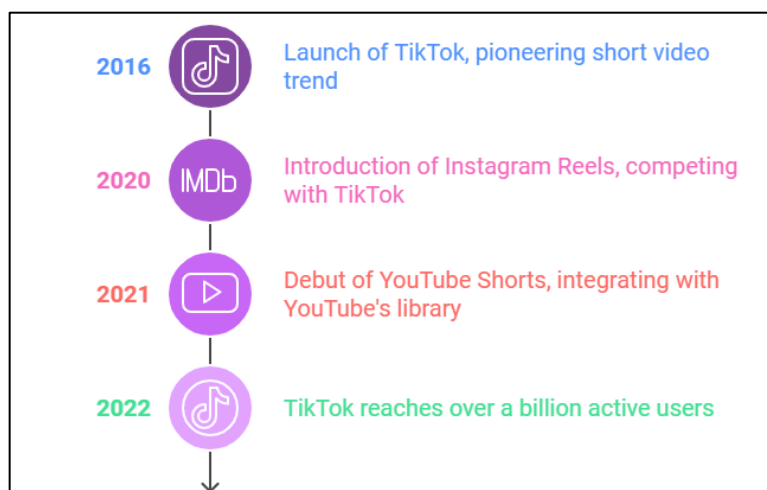 2016
Launch of TikTok, pioneering short video
trend
2020
IMDb
Introduction of Instagram Reels, competing
with TikTok
2021
Debut of YouTube Shorts, integrating with
YouTube's library
2022
TikTok reaches over a billion active users